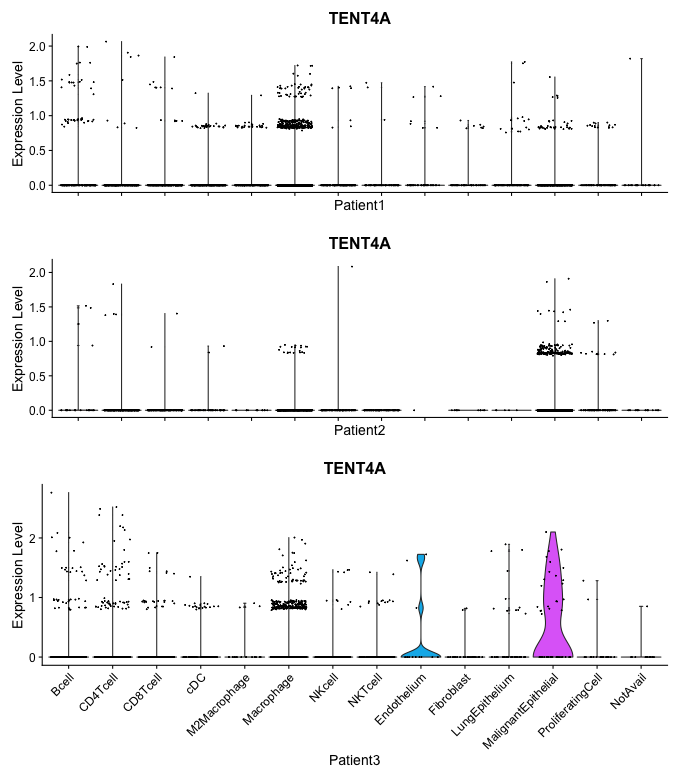 TENT4A
Expression Level
2.0
1.5
1.0
0.5
0.0
Patient1
TENT4A
Expression Level
2.0
1.5
1.0
0.5
0.0
Patient2
TENT4A
Expression Level
2
1
0
Bcell
CD4Tcell
CD8Tcell
cDC
M2Macrophage
Macrophage
NKcell
NKTcell
Endothelium
Fibroblast
LungEpithelium
MalignantEpithelial
ProliferatingCell
NotAvail
Patient3